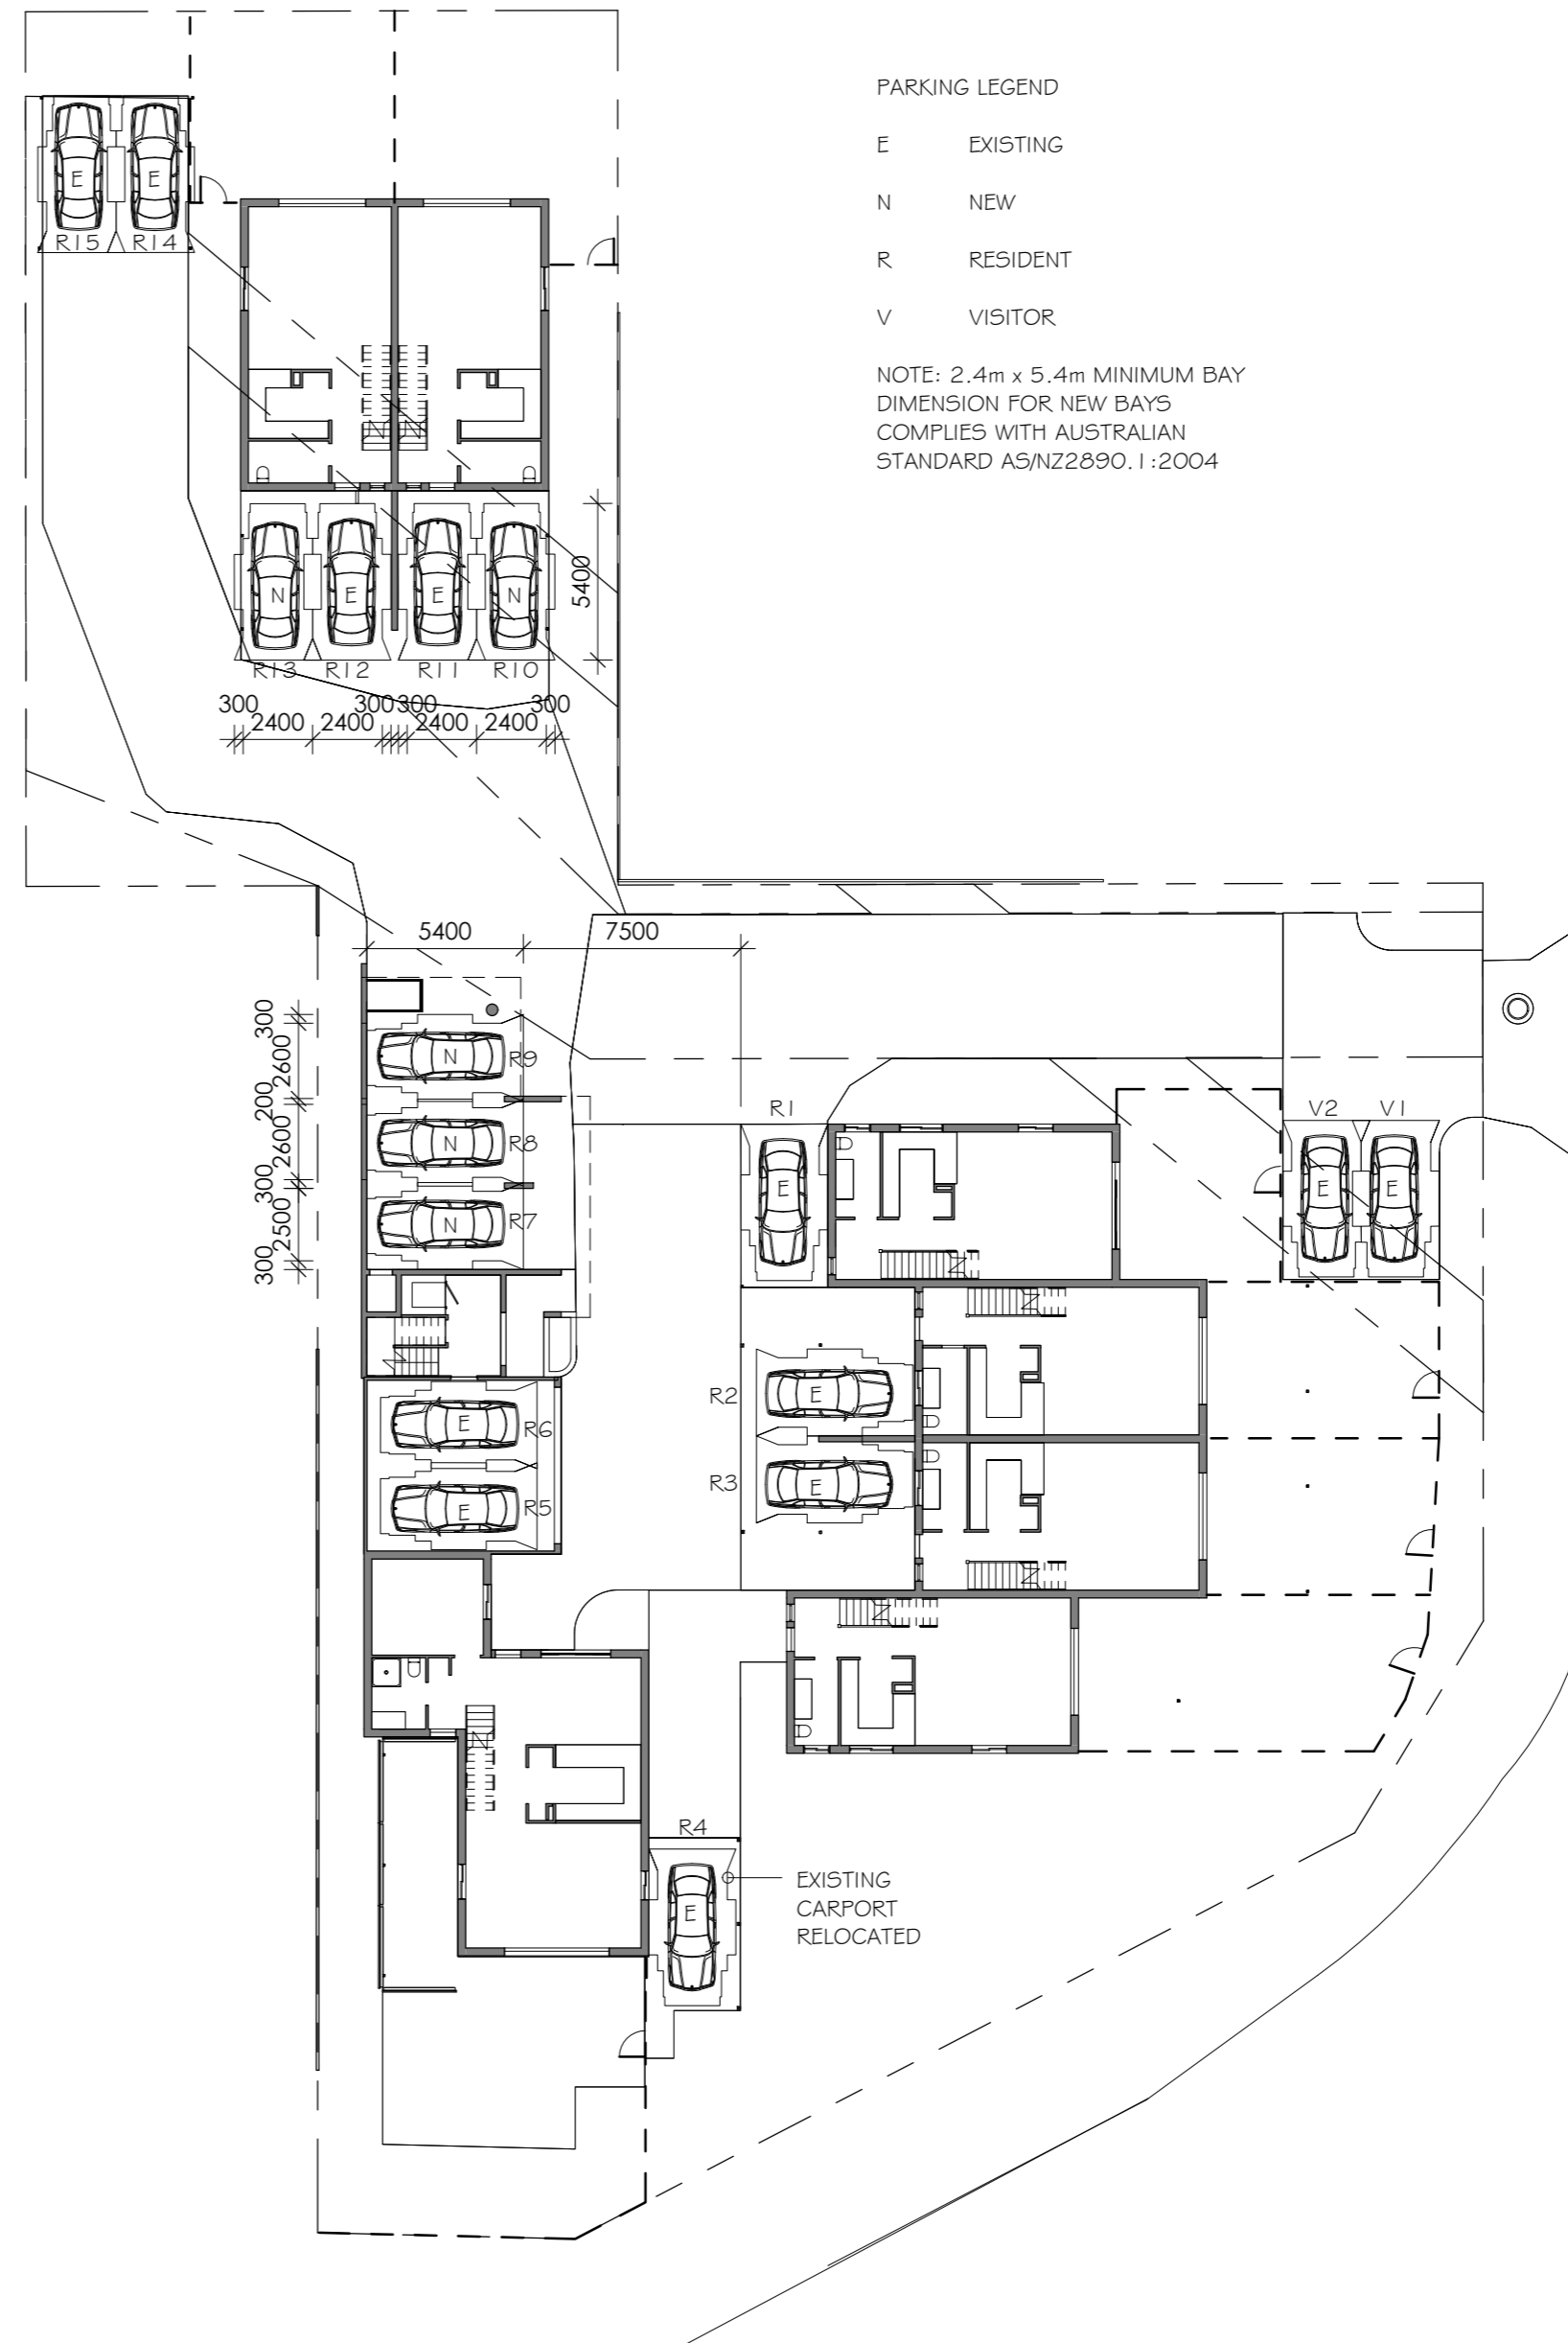 PARKING LEGEND
E EXISTING
N NEW
R RESIDENT
V VISITOR
NOTE: 2.4m x 5.4m MINIMUM BAY
DIMENSION FOR NEW BAYS
COMPLIES WITH AUSTRALIAN
STANDARD AS/NZ2890.1:2004
E E
R15 R14
N E E N
5400
R13 R12 R11 R10
300 300 300 300
2400 2400 2400 2400
5400 7500
300
2600
200
2600
300
2500
300
N R9
N R8
N R7
R1
E
V2 V1
E E
R2 E
R3 E
E R6
E R5
R4
E
EXISTING
CARPORT
RELOCATED